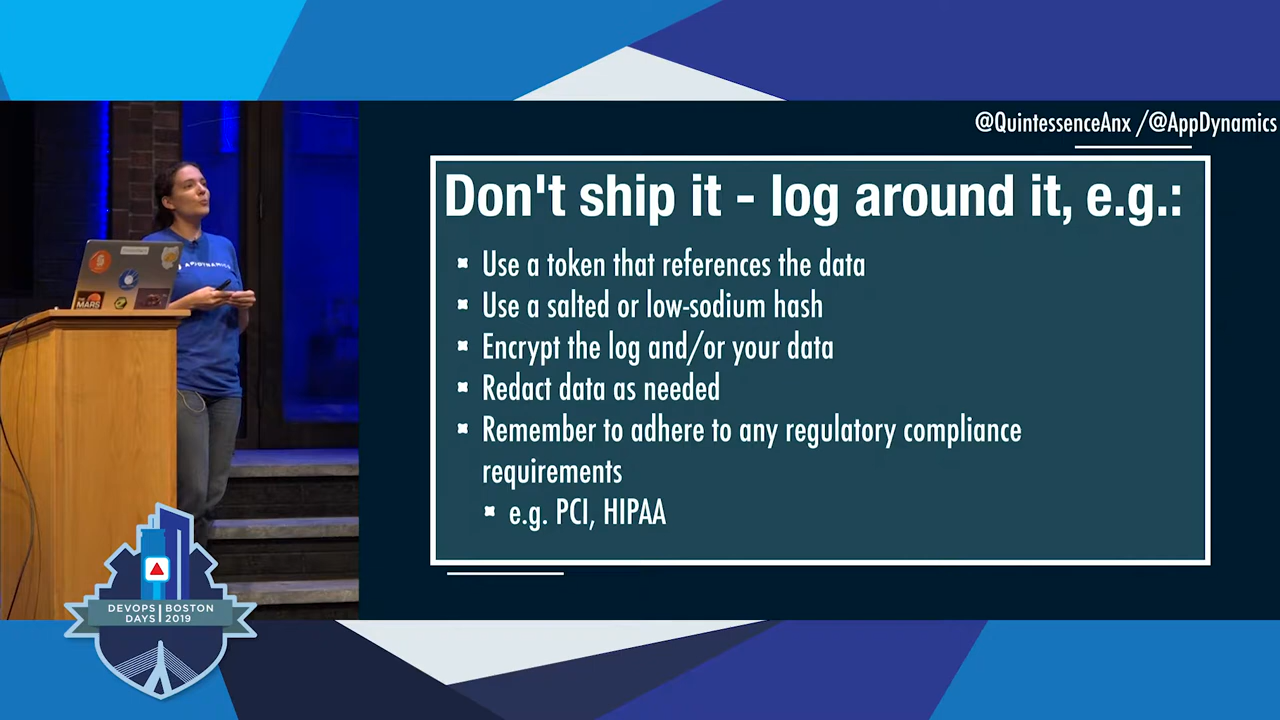 @QuintessenceAnx /@AppDynamics
Don't ship it - log around it, e.g.:
Use a token that references the data
Use a salted or low-sodium hash
Encrypt the log and/or your data
Redact data as needed
Remember to adhere to any regulatory compliance
requirements
e.g. PCI, HIPAA
MARS
DEVOPS BOSTON
DAYS 2019